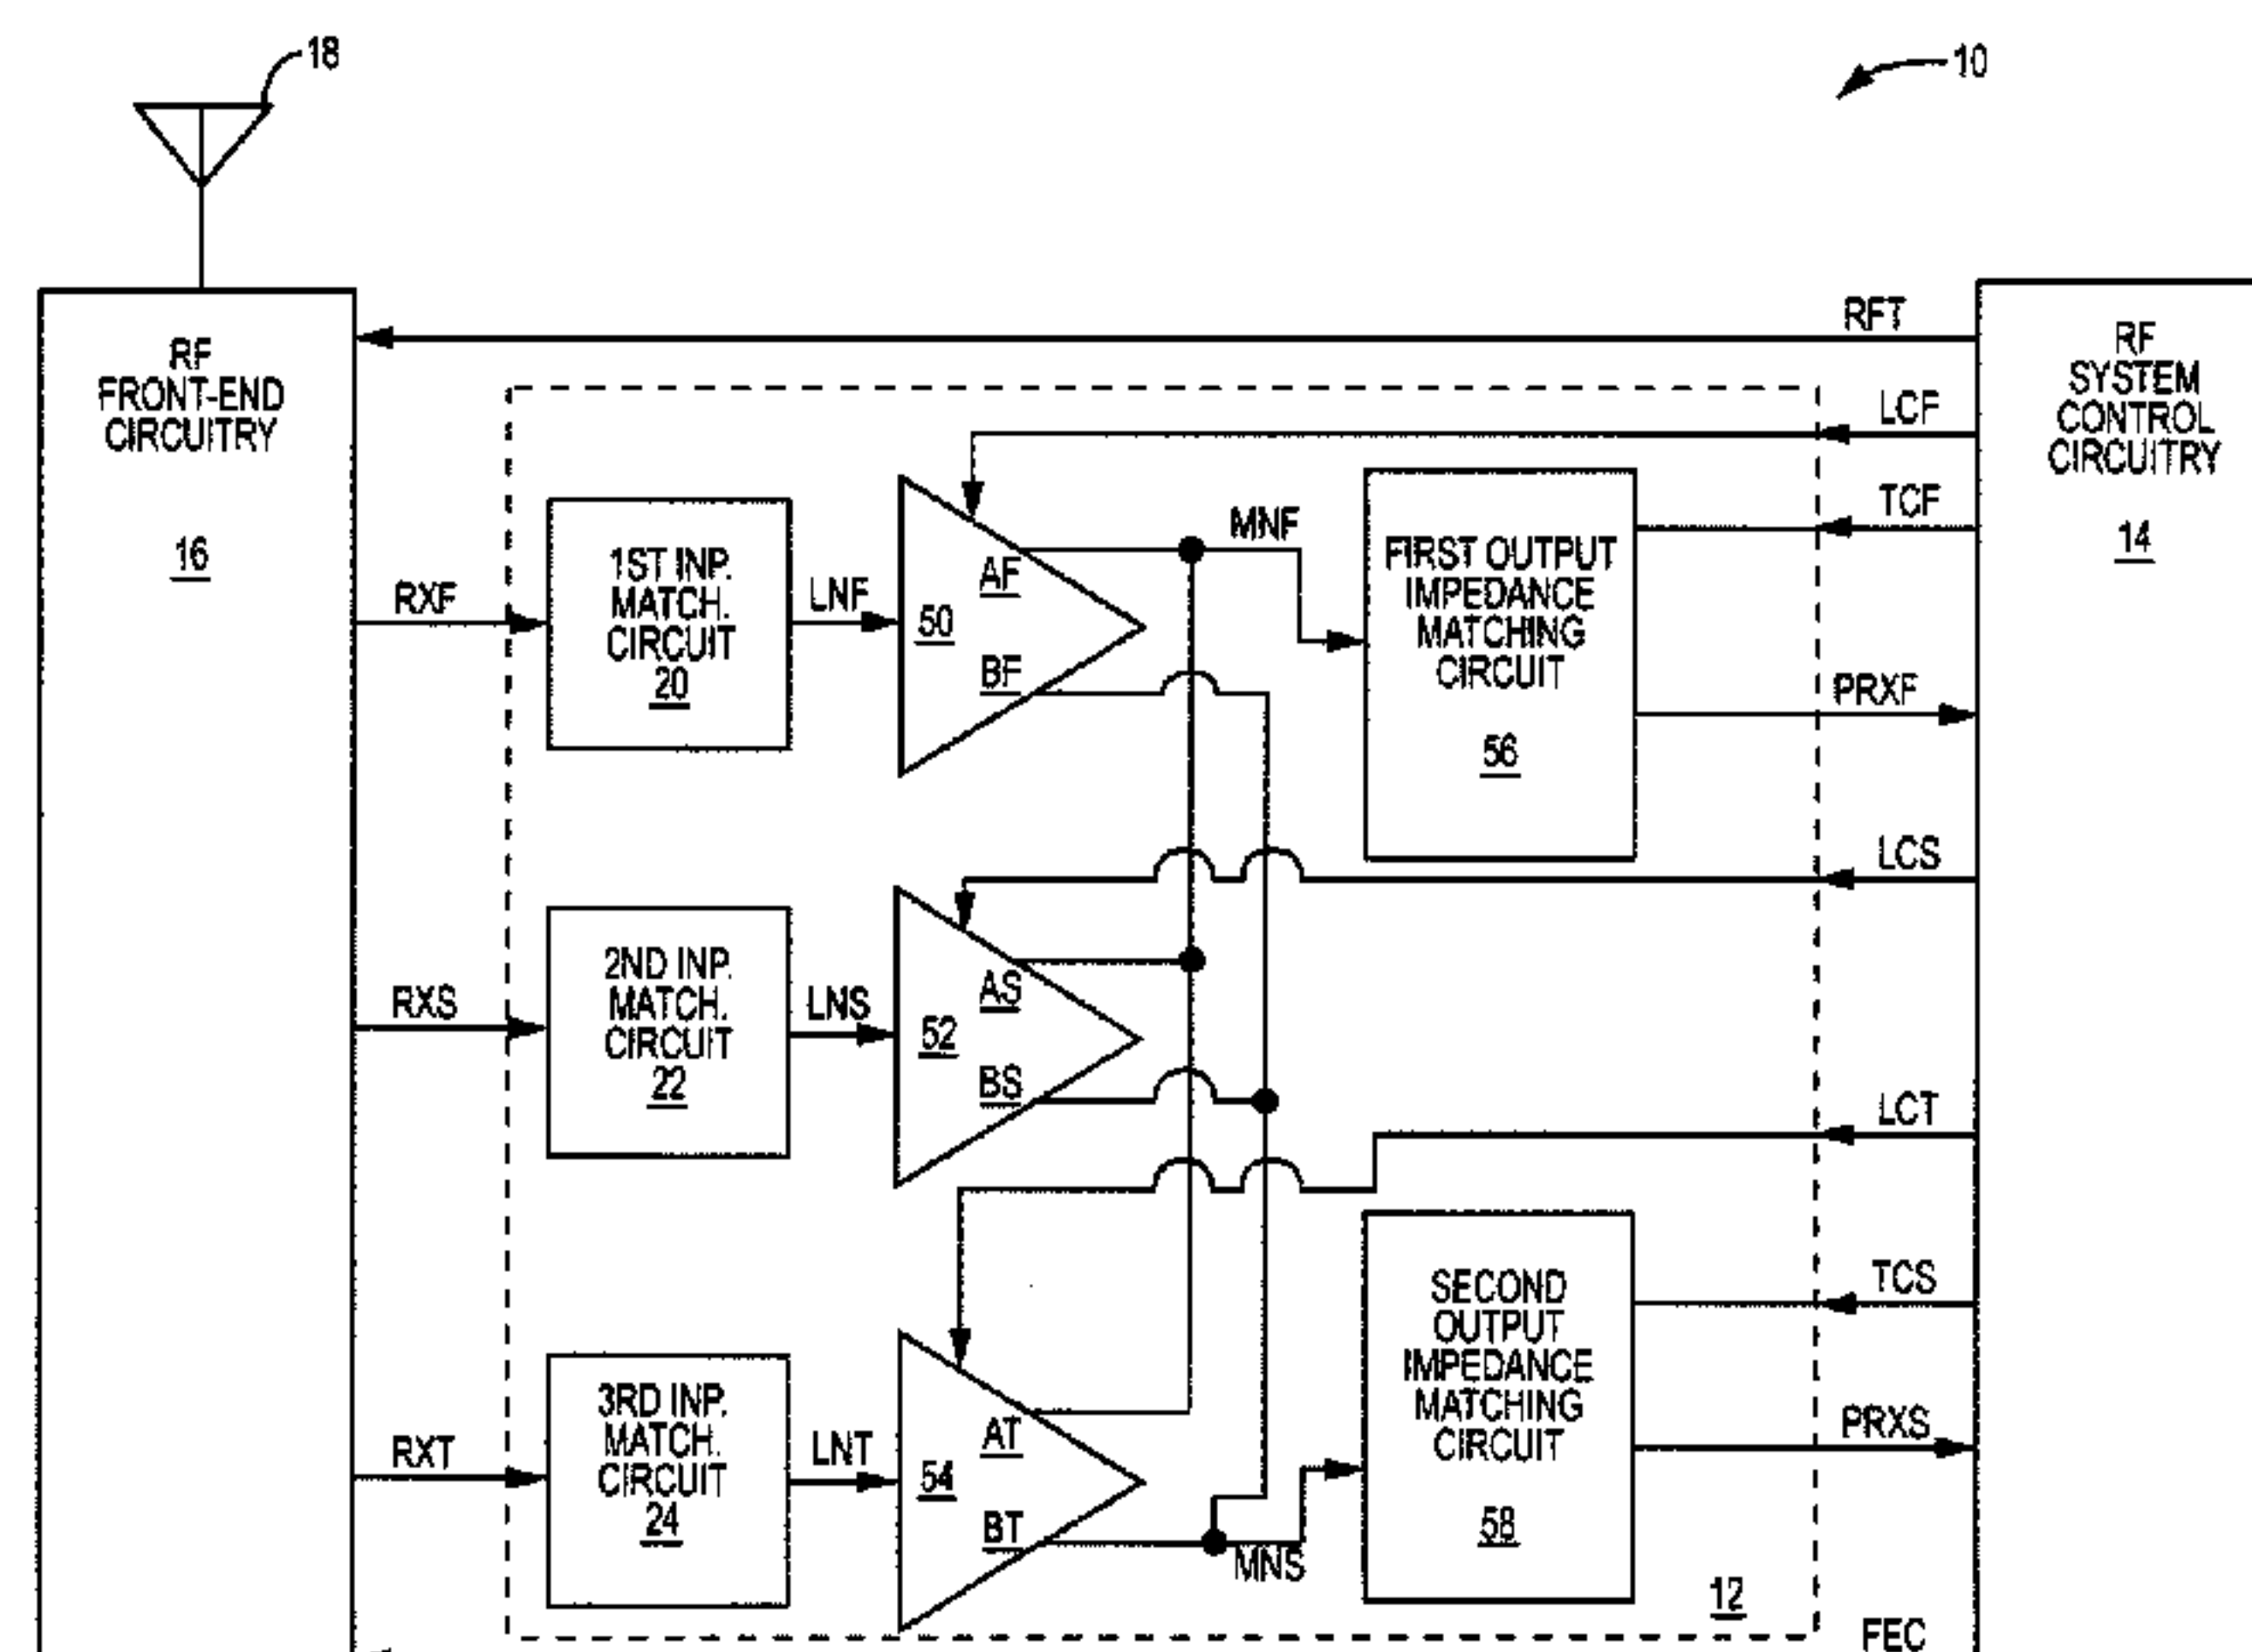 18
10
RF
FRONT-END
CIRCUITRY
16
RFT
RF
SYSTEM
CONTROL
CIRCUITRY
14
LCF
TCF
PRXF
LCS
LCT
TCS
PRXS
FEC
RXF
1ST INP.
MATCH.
CIRCUIT
20
LNF
50
AF
BF
MNF
FIRST OUTPUT
IMPEDANCE
MATCHING
CIRCUIT
56
RXS
2ND INP.
MATCH.
CIRCUIT
22
LNS
52
AS
BS
RXT
3RD INP.
MATCH.
CIRCUIT
24
LNT
54
AT
BT
MNS
SECOND
OUTPUT
IMPEDANCE
MATCHING
CIRCUIT
58
12